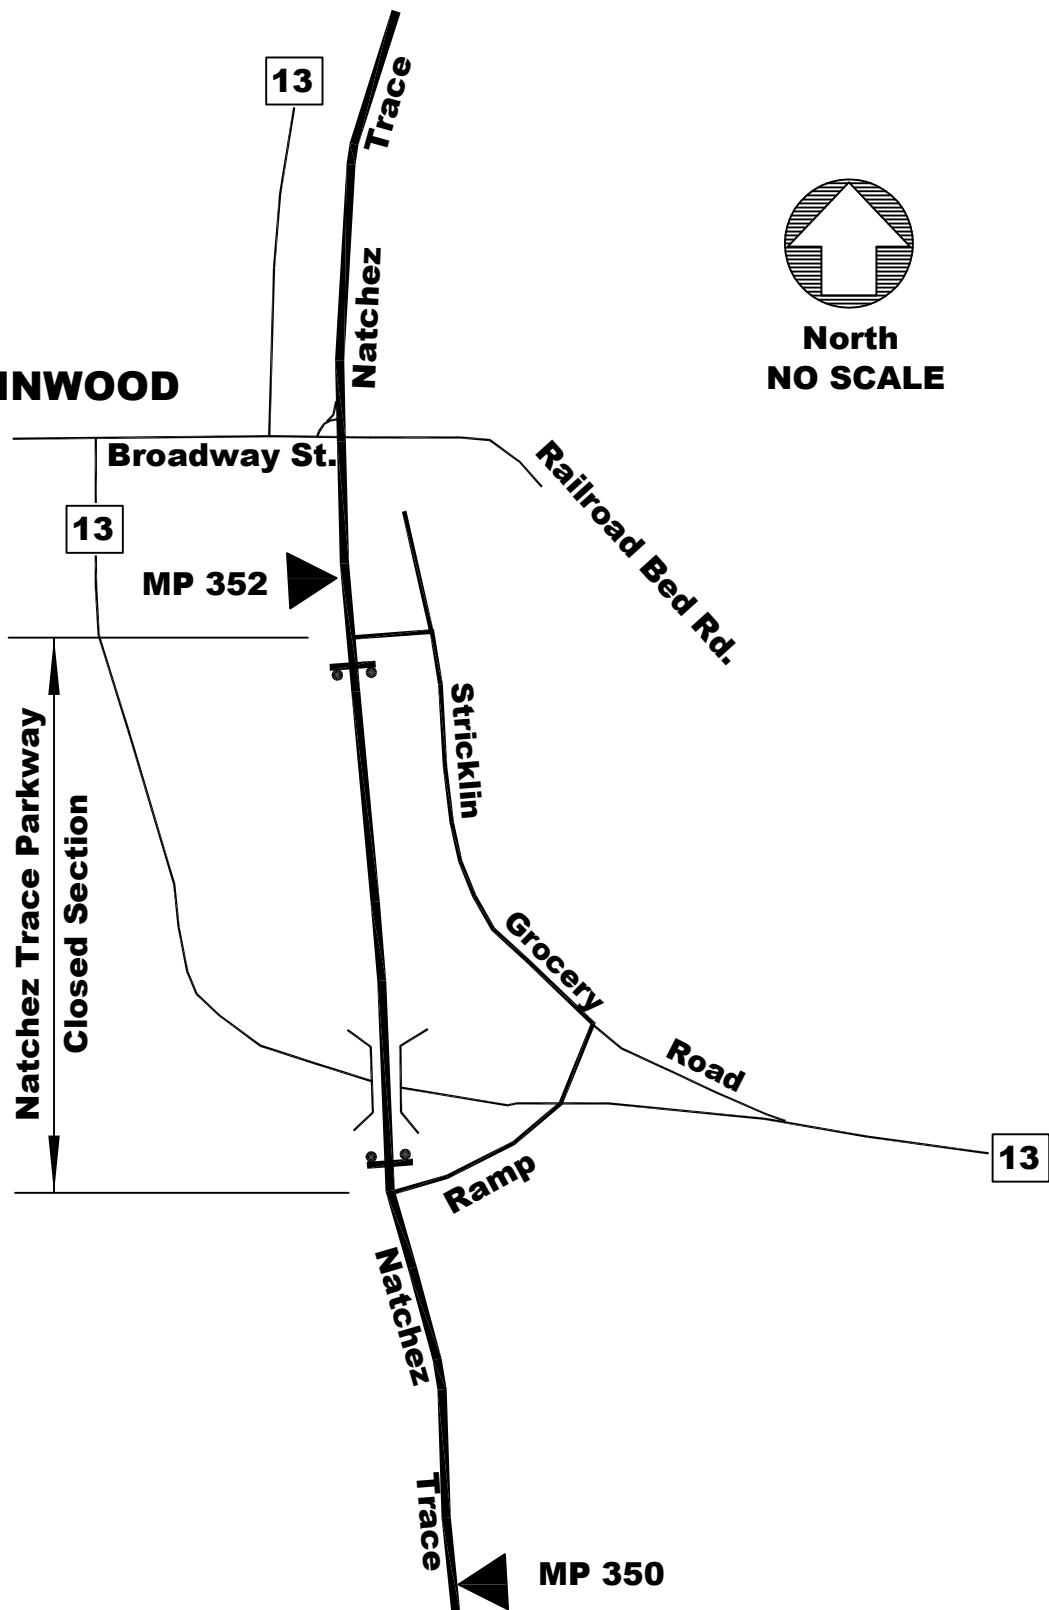 13
Trace
Natchez
North
NO SCALE
INWOOD
Broadway St.
Railroad Bed Rd.
13
MP 352
Stricklin
Natchez Trace Parkway
Closed Section
Grocery
Road
13
Ramp
Natchez
Trace
MP 350